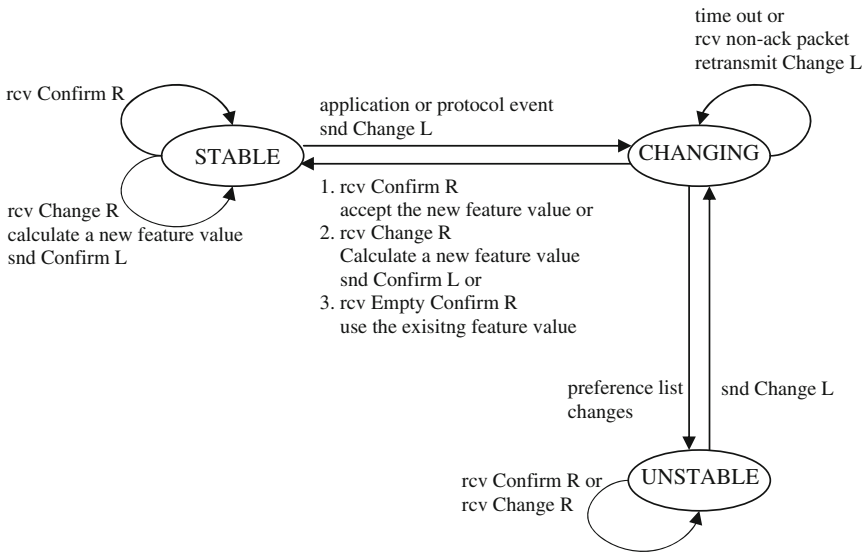 time out or
rcv non-ack packet
retransmit Change L
rcv Confirm R
application or protocol event
snd Change L
STABLE
CHANGING
rcv Change R
calculate a new feature value
snd Confirm L
1. rcv Confirm R
accept the new feature value or
2. rcv Change R
Calculate a new feature value
snd Confirm L or
3. rcv Empty Confirm R
use the exisitng feature value
preference list
changes
snd Change L
UNSTABLE
rcv Confirm R or
rcv Change R